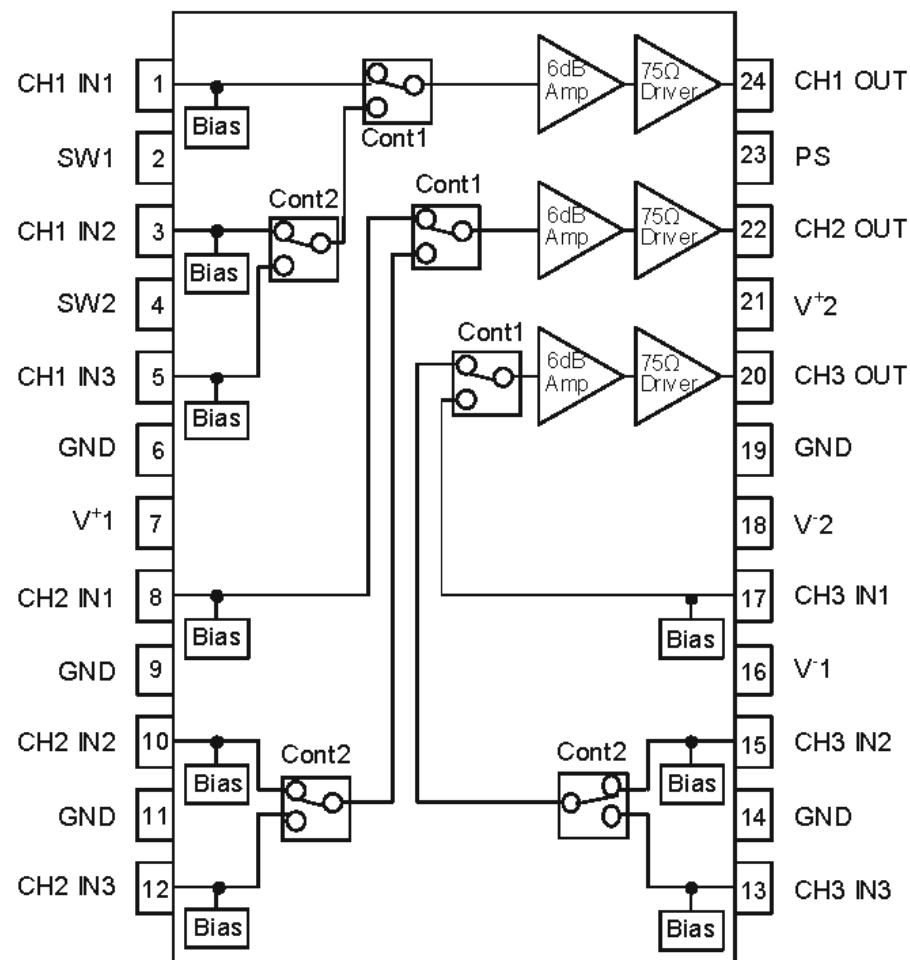 CH1 IN1 1 Bias Cont1 6dB Amp 75Ω Driver 24 CH1 OUT
SW1 2 23 PS
CH1 IN2 3 Bias Cont2 Cont1 6dB Amp 75Ω Driver 22 CH2 OUT
SW2 4 21 V⁺2
CH1 IN3 5 Bias Cont1 6dB Amp 75Ω Driver 20 CH3 OUT
GND 6 19 GND
V⁺1 7 18 V⁻2
CH2 IN1 8 Bias Bias 17 CH3 IN1
GND 9 16 V⁻1
CH2 IN2 10 Bias Cont2 Cont2 Bias 15 CH3 IN2
GND 11 14 GND
CH2 IN3 12 Bias Bias 13 CH3 IN3